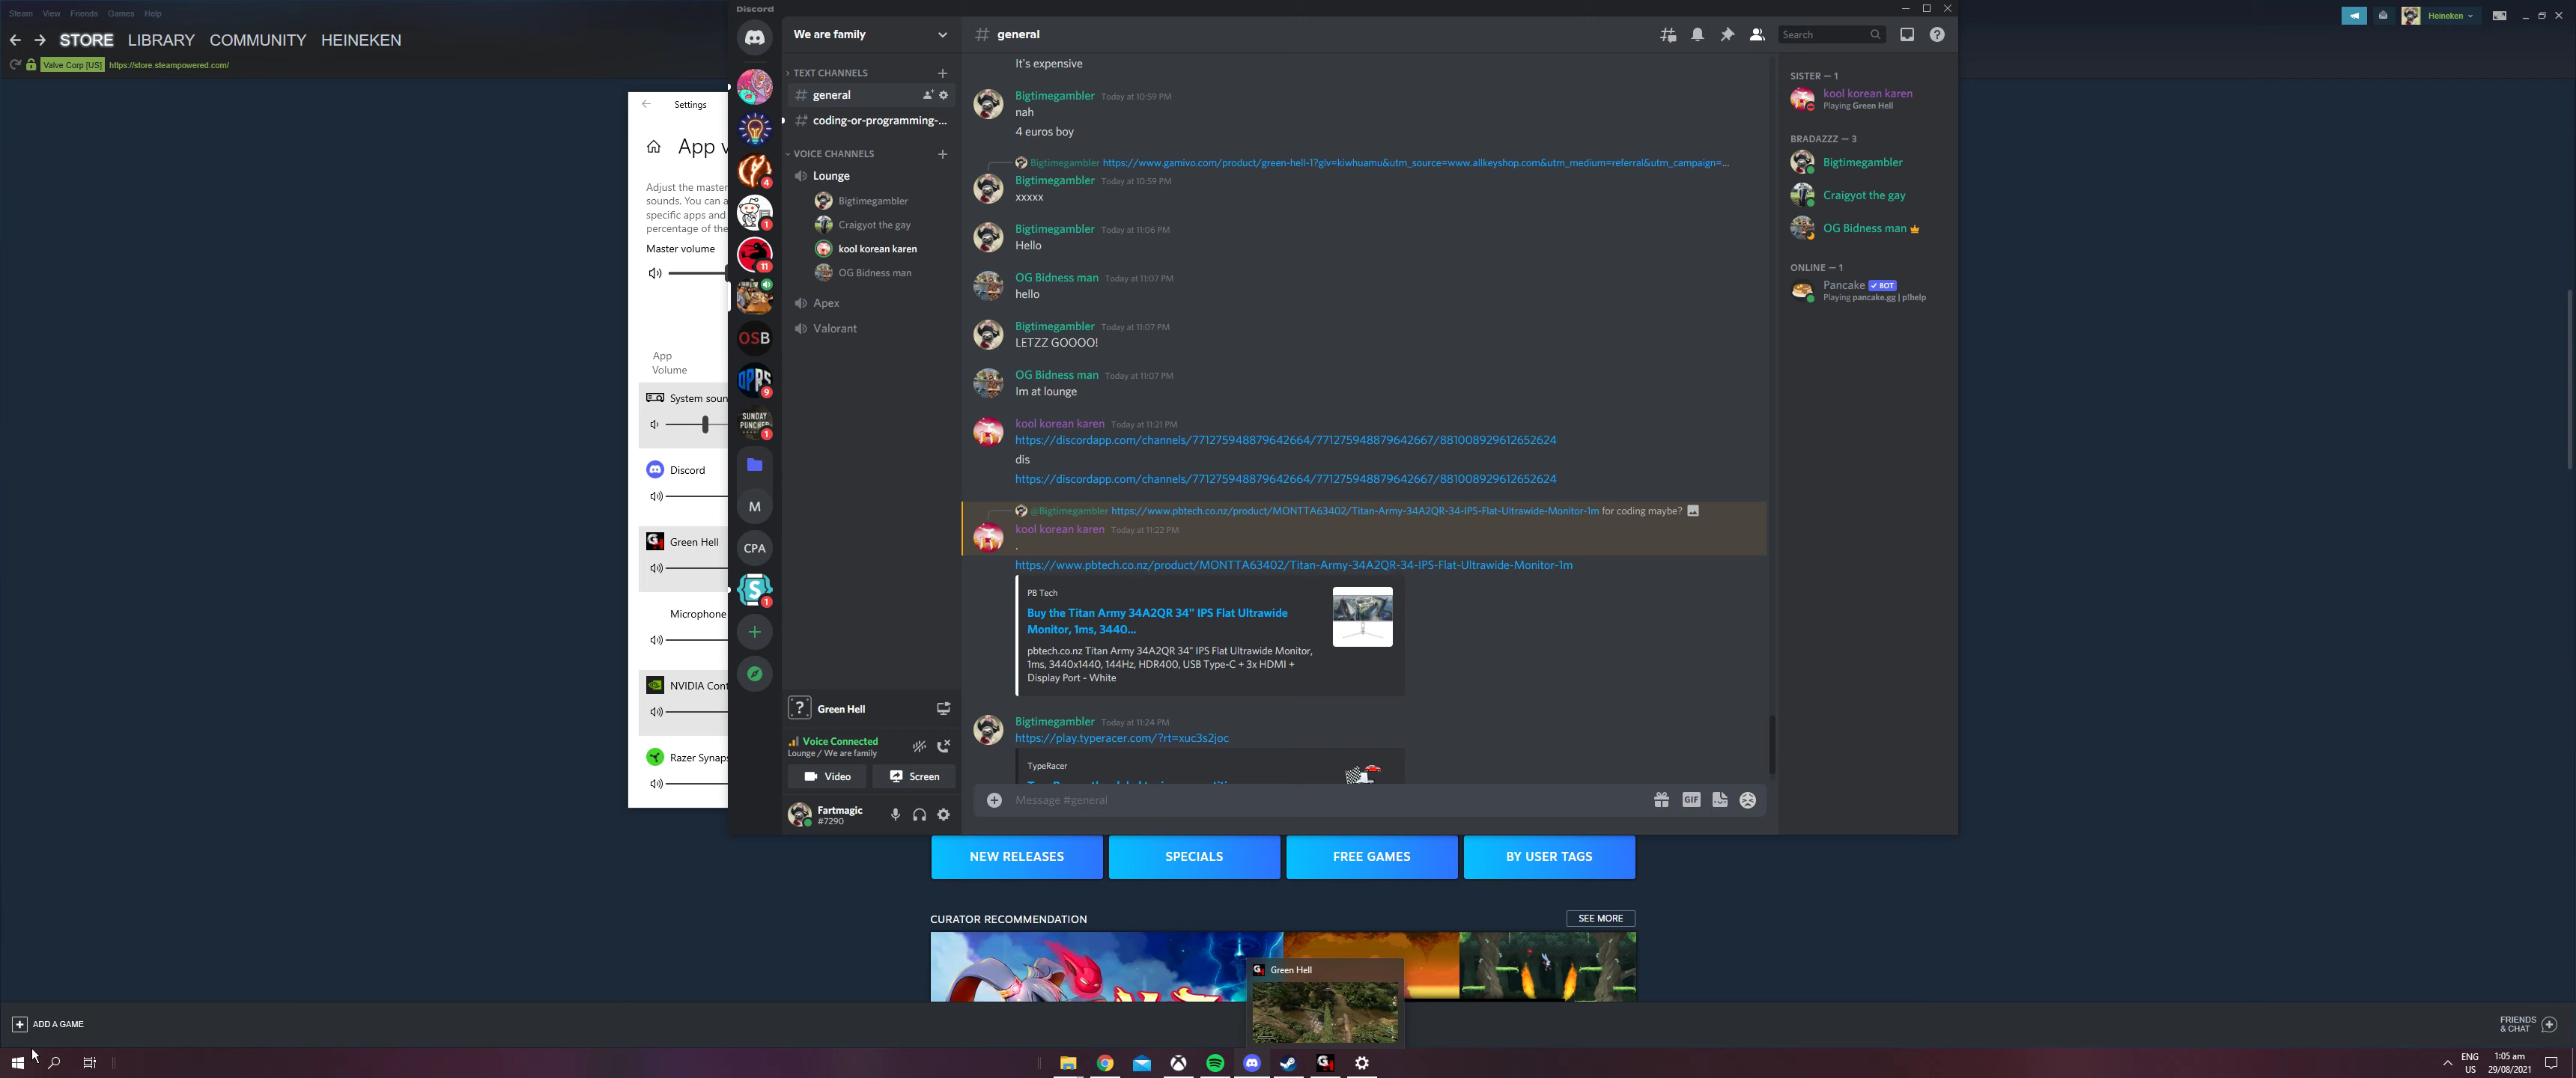 Steam View Friends Games Help
STORE LIBRARY COMMUNITY HEINEKEN
Valve Corp [US] https://store.steampowered.com/
Heineken
Settings
App v
Adjust the master
sounds. You can a
specific apps and
percentage of the
Master volume
App
Volume
System soun
Discord
Green Hell
Microphone
NVIDIA Cont
Razer Synaps
Discord
4
1
11
OSB
OPRS
9
SUNDAY
PUNCHER
1
M
CPA
S
1
We are family
TEXT CHANNELS
general
coding-or-programming-...
VOICE CHANNELS
Lounge
Bigtimegambler
Craigyot the gay
kool korean karen
OG Bidness man
Apex
Valorant
Green Hell
Voice Connected
Lounge / We are family
Video
Screen
Fartmagic
#7290
# general
Search
It's expensive
Bigtimegambler Today at 10:59 PM
nah
4 euros boy
Bigtimegambler https://www.gamivo.com/product/green-hell-1?glv=kiwhuamu&utm_source=www.allkeyshop.com&utm_medium=referral&utm_campaign=...
Bigtimegambler Today at 10:59 PM
xxxxx
Bigtimegambler Today at 11:06 PM
Hello
OG Bidness man Today at 11:07 PM
hello
Bigtimegambler Today at 11:07 PM
LETZZ GOOOO!
OG Bidness man Today at 11:07 PM
Im at lounge
kool korean karen Today at 11:21 PM
https://discordapp.com/channels/771275948879642664/771275948879642667/881008929612652624
dis
https://discordapp.com/channels/771275948879642664/771275948879642667/881008929612652624
@Bigtimegambler https://www.pbtech.co.nz/product/MONTTA63402/Titan-Army-34A2QR-34-IPS-Flat-Ultrawide-Monitor-1m for coding maybe?
kool korean karen Today at 11:22 PM
.
https://www.pbtech.co.nz/product/MONTTA63402/Titan-Army-34A2QR-34-IPS-Flat-Ultrawide-Monitor-1m
PB Tech
Buy the Titan Army 34A2QR 34" IPS Flat Ultrawide
Monitor, 1ms, 3440...
pbtech.co.nz Titan Army 34A2QR 34" IPS Flat Ultrawide Monitor,
1ms, 3440x1440, 144Hz, HDR400, USB Type-C + 3x HDMI +
Display Port - White
Bigtimegambler Today at 11:24 PM
https://play.typeracer.com/?rt=xuc3s2joc
TypeRacer
Message #general
GIF
SISTER — 1
kool korean karen
Playing Green Hell
BRADAZZZ — 3
Bigtimegambler
Craigyot the gay
OG Bidness man
ONLINE — 1
Pancake BOT
Playing pancake.gg | p!help
NEW RELEASES
SPECIALS
FREE GAMES
BY USER TAGS
CURATOR RECOMMENDATION
SEE MORE
Green Hell
ADD A GAME
FRIENDS
& CHAT
ENG
US
1:05 am
29/08/2021